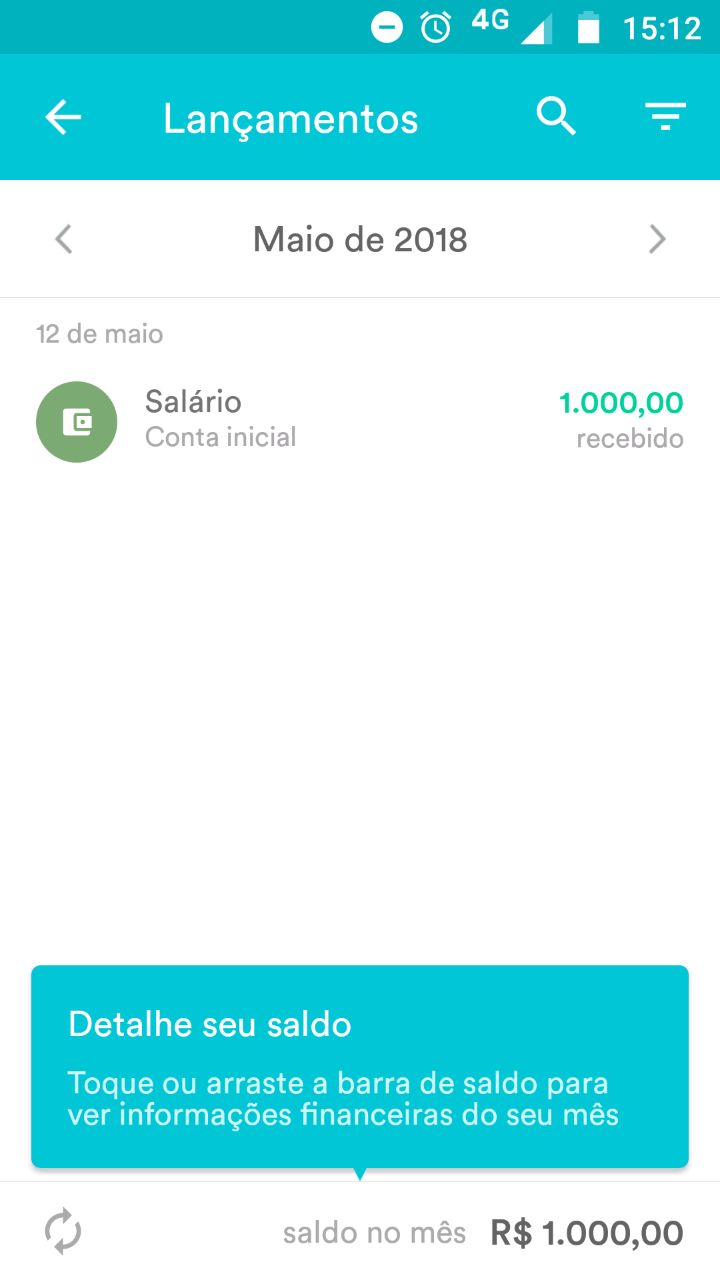 4G 15:12
Lançamentos
Maio de 2018
12 de maio
Salário 1.000,00
Conta inicial recebido
Detalhe seu saldo
Toque ou arraste a barra de saldo para
ver informações financeiras do seu mês
saldo no mês R$ 1.000,00